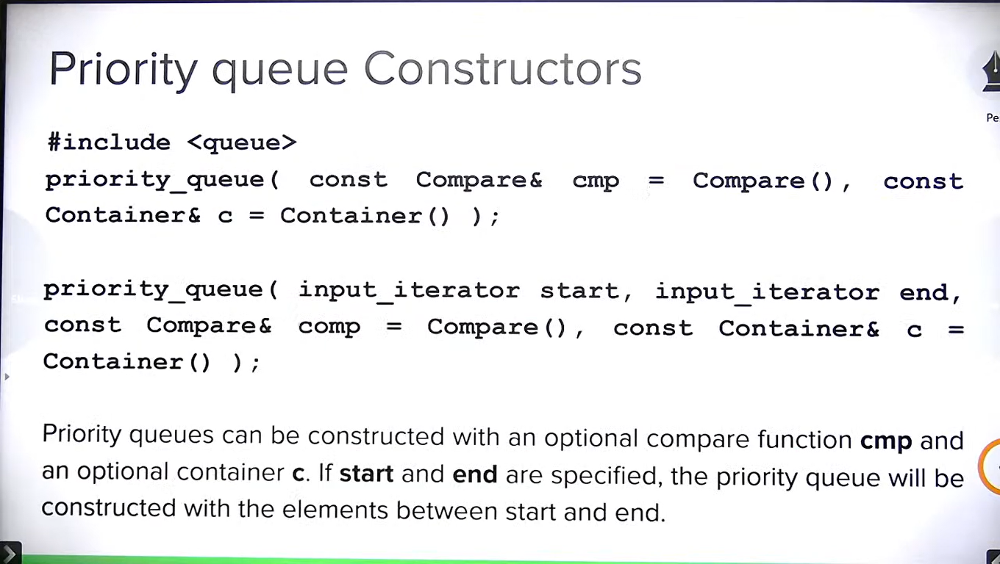 Priority queue Constructors
Pe
#include <queue>
priority_queue( const Compare& cmp = Compare(), const
Container& c = Container() );
priority_queue( input_iterator start, input_iterator end,
const Compare& comp = Compare(), const Container& c =
Container() );
Priority queues can be constructed with an optional compare function cmp and
an optional container c. If start and end are specified, the priority queue will be
constructed with the elements between start and end.